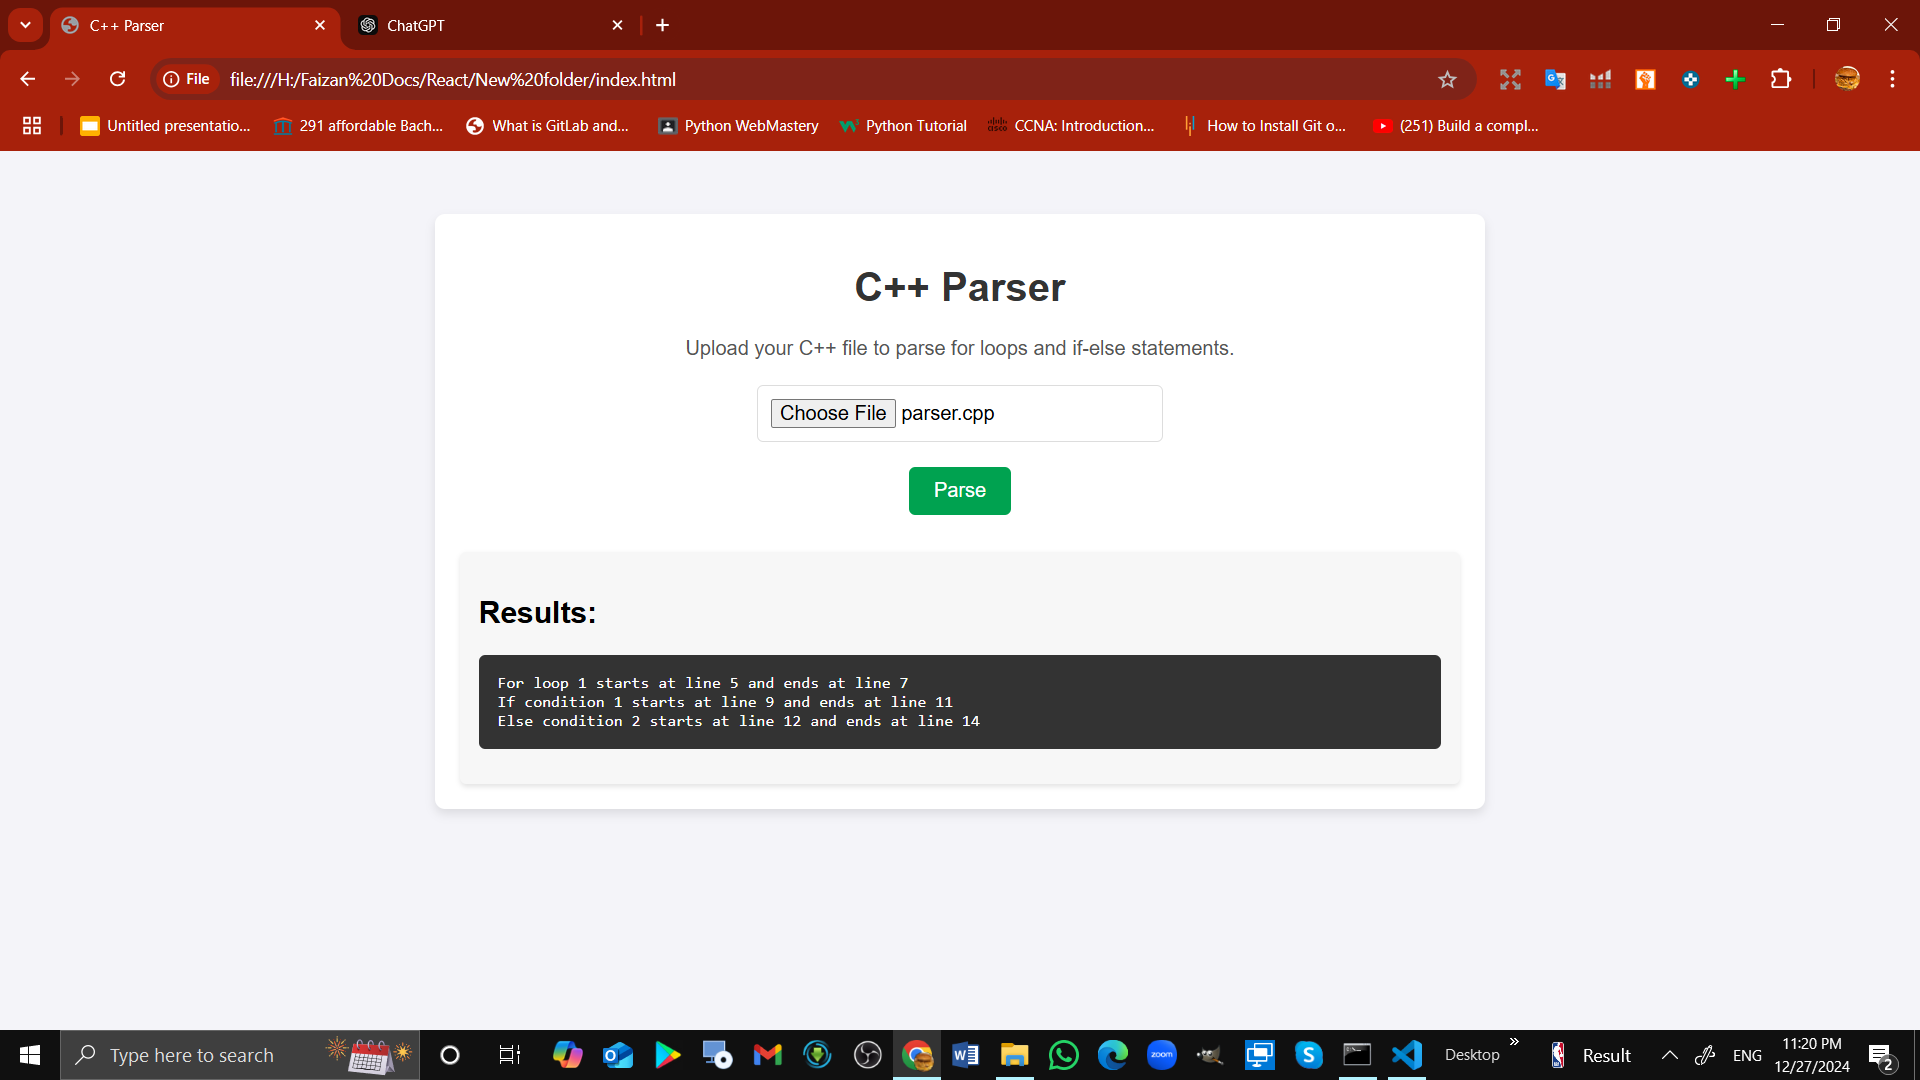 C++ Parser
ChatGPT
File
file:///H:/Faizan%20Docs/React/New%20folder/index.html
Untitled presentatio...
291 affordable Bach...
What is GitLab and...
Python WebMastery
Python Tutorial
CCNA: Introduction...
How to Install Git o...
(251) Build a compl...
C++ Parser
Upload your C++ file to parse for loops and if-else statements.
Choose File parser.cpp
Parse
Results:
For loop 1 starts at line 5 and ends at line 7
If condition 1 starts at line 9 and ends at line 11
Else condition 2 starts at line 12 and ends at line 14
Type here to search
zoom
Desktop
Result
ENG
11:20 PM
12/27/2024
2